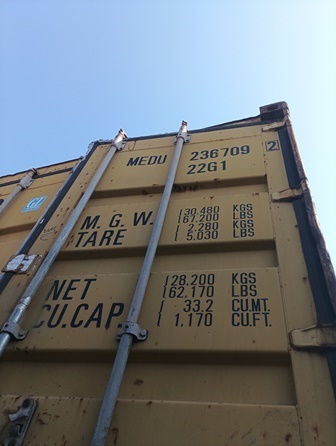 MEDU 236709 2
22G1
M.G.W. 30.480 KGS
67.200 LBS
TARE 2.280 KGS
5.030 LBS
NET 28.200 KGS
62.170 LBS
CU.CAP. 33.2 CU.MT.
1.170 CU.FT.